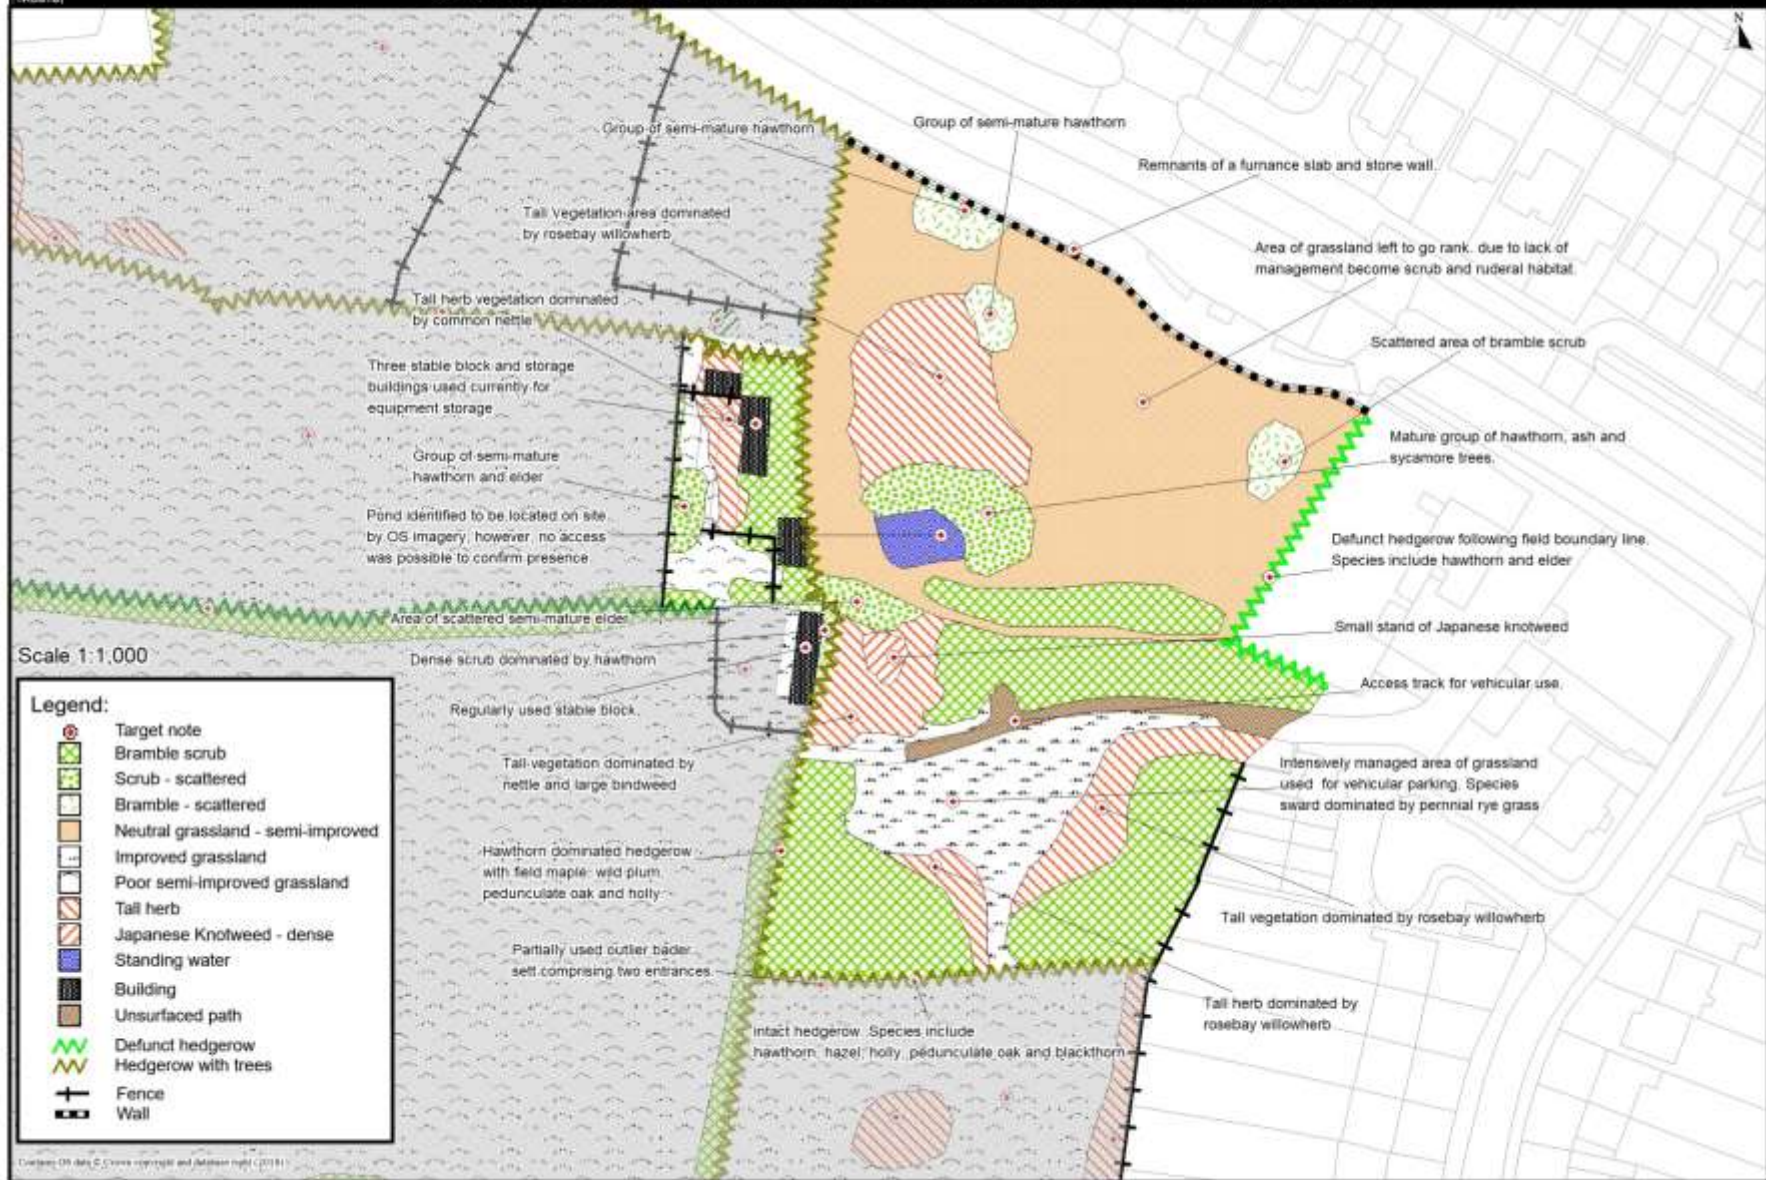 N
Group of semi-mature hawthorn
Group of semi-mature hawthorn
Remnants of a furnance slab and stone wall.
Tall Vegetation area dominated
by rosebay willowherb
Area of grassland left to go rank. due to lack of
management become scrub and ruderal habitat.
Tall herb vegetation dominated
by common nettle
Scattered area of bramble scrub
Three stable block and storage
buildings used currently for
equipment storage
Mature group of hawthorn, ash and
sycamore trees.
Group of semi-mature
hawthorn and elder
Pond identified to be located on site
by OS imagery, however, no access
was possible to confirm presence
Defunct hedgerow following field boundary line.
Species include hawthorn and elder
Area of scattered semi-mature elder
Small stand of Japanese knotweed
Dense scrub dominated by hawthorn
Access track for vehicular use.
Regularly used stable block.
Tall vegetation dominated by
nettle and large bindweed
Intensively managed area of grassland
used for vehicular parking. Species
sward dominated by pernnial rye grass
Hawthorn dominated hedgerow
with field maple, wild plum
pedunculate oak and holly
Tall vegetation dominated by rosebay willowherb
Partially used outlier bader
sett comprising two entrances
Tall herb dominated by
rosebay willowherb
Intact hedgerow. Species include
hawthorn, hazel, holly, pedunculate oak and blackthorn
Scale 1:1,000
Legend:
Target note
Bramble scrub
Scrub - scattered
Bramble - scattered
Neutral grassland - semi-improved
Improved grassland
Poor semi-improved grassland
Tall herb
Japanese Knotweed - dense
Standing water
Building
Unsurfaced path
Defunct hedgerow
Hedgerow with trees
Fence
Wall
Contains OS data © Crown copyright and database right (2018)